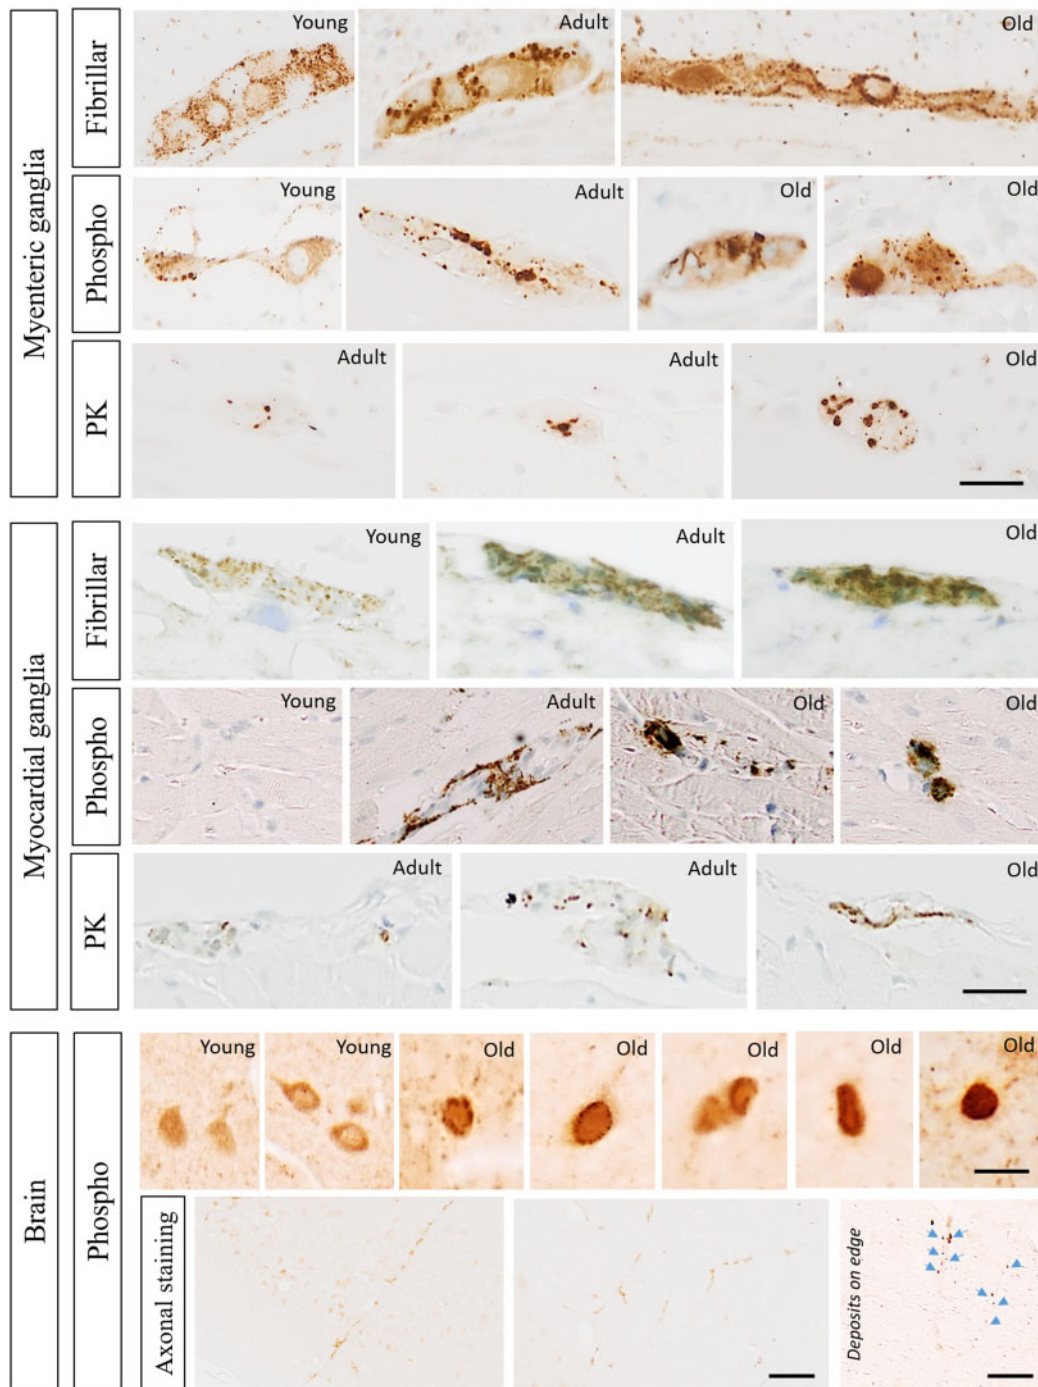 Myenteric ganglia
Fibrillar
Young
Adult
Old
Phospho
Young
Adult
Old
Old
PK
Adult
Adult
Old
Myocardial ganglia
Fibrillar
Young
Adult
Old
Phospho
Young
Adult
Old
Old
PK
Adult
Adult
Old
Brain
Phospho
Young
Young
Old
Old
Old
Old
Old
Axonal staining
Deposits on edge